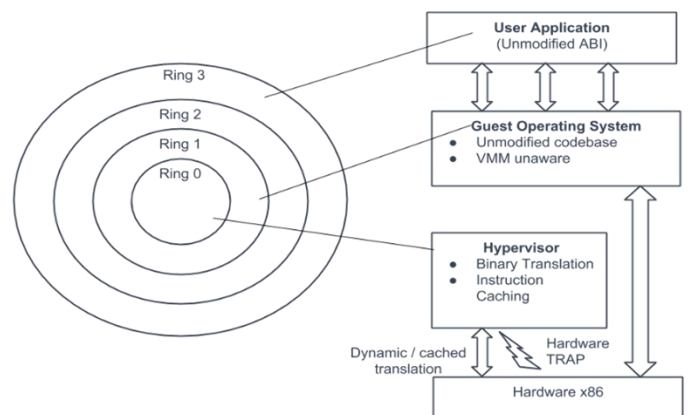 Ring 3
Ring 2
Ring 1
Ring 0
User Application
(Unmodified ABI)
Guest Operating System
● Unmodified codebase
● VMM unaware
Hypervisor
● Binary Translation
● Instruction
Caching
Dynamic / cached
translation
Hardware
TRAP
Hardware x86